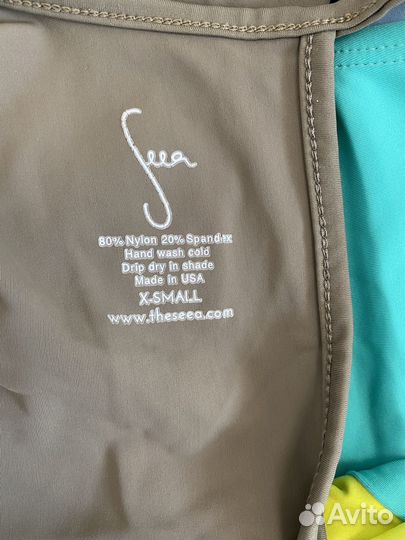 Seea
80% Nylon 20% Spandex
Hand wash cold
Drip dry in shade
Made in USA
X-SMALL
www.theseea.com
Avito